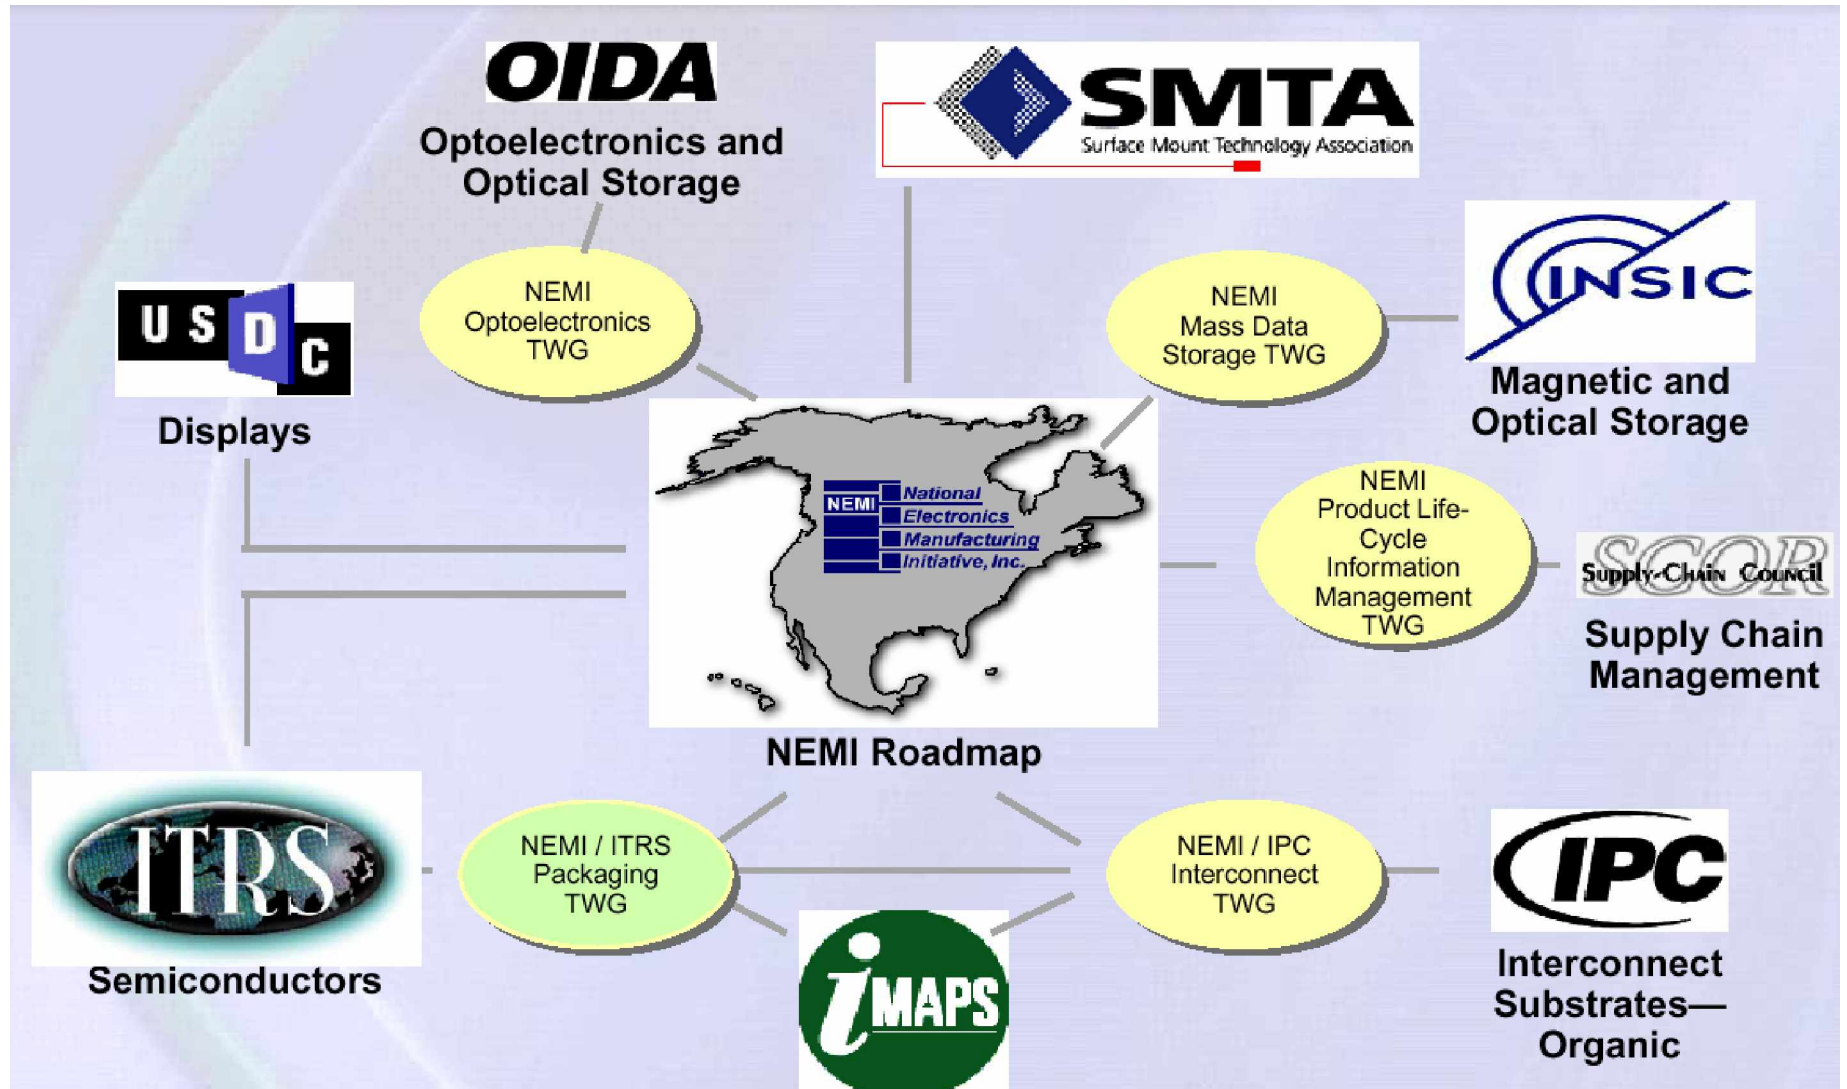 OIDA
Optoelectronics and
Optical Storage
SMTA
Surface Mount Technology Association
NEMI
Optoelectronics
TWG
NEMI
Mass Data
Storage TWG
INSIC
Magnetic and
Optical Storage
USDC
Displays
NEMI
National
Electronics
Manufacturing
Initiative, Inc.
NEMI Roadmap
NEMI
Product Life-
Cycle
Information
Management
TWG
SCOR
Supply-Chain Council
Supply Chain
Management
ITRS
Semiconductors
NEMI / ITRS
Packaging
TWG
iMAPS
NEMI / IPC
Interconnect
TWG
IPC
Interconnect
Substrates—
Organic